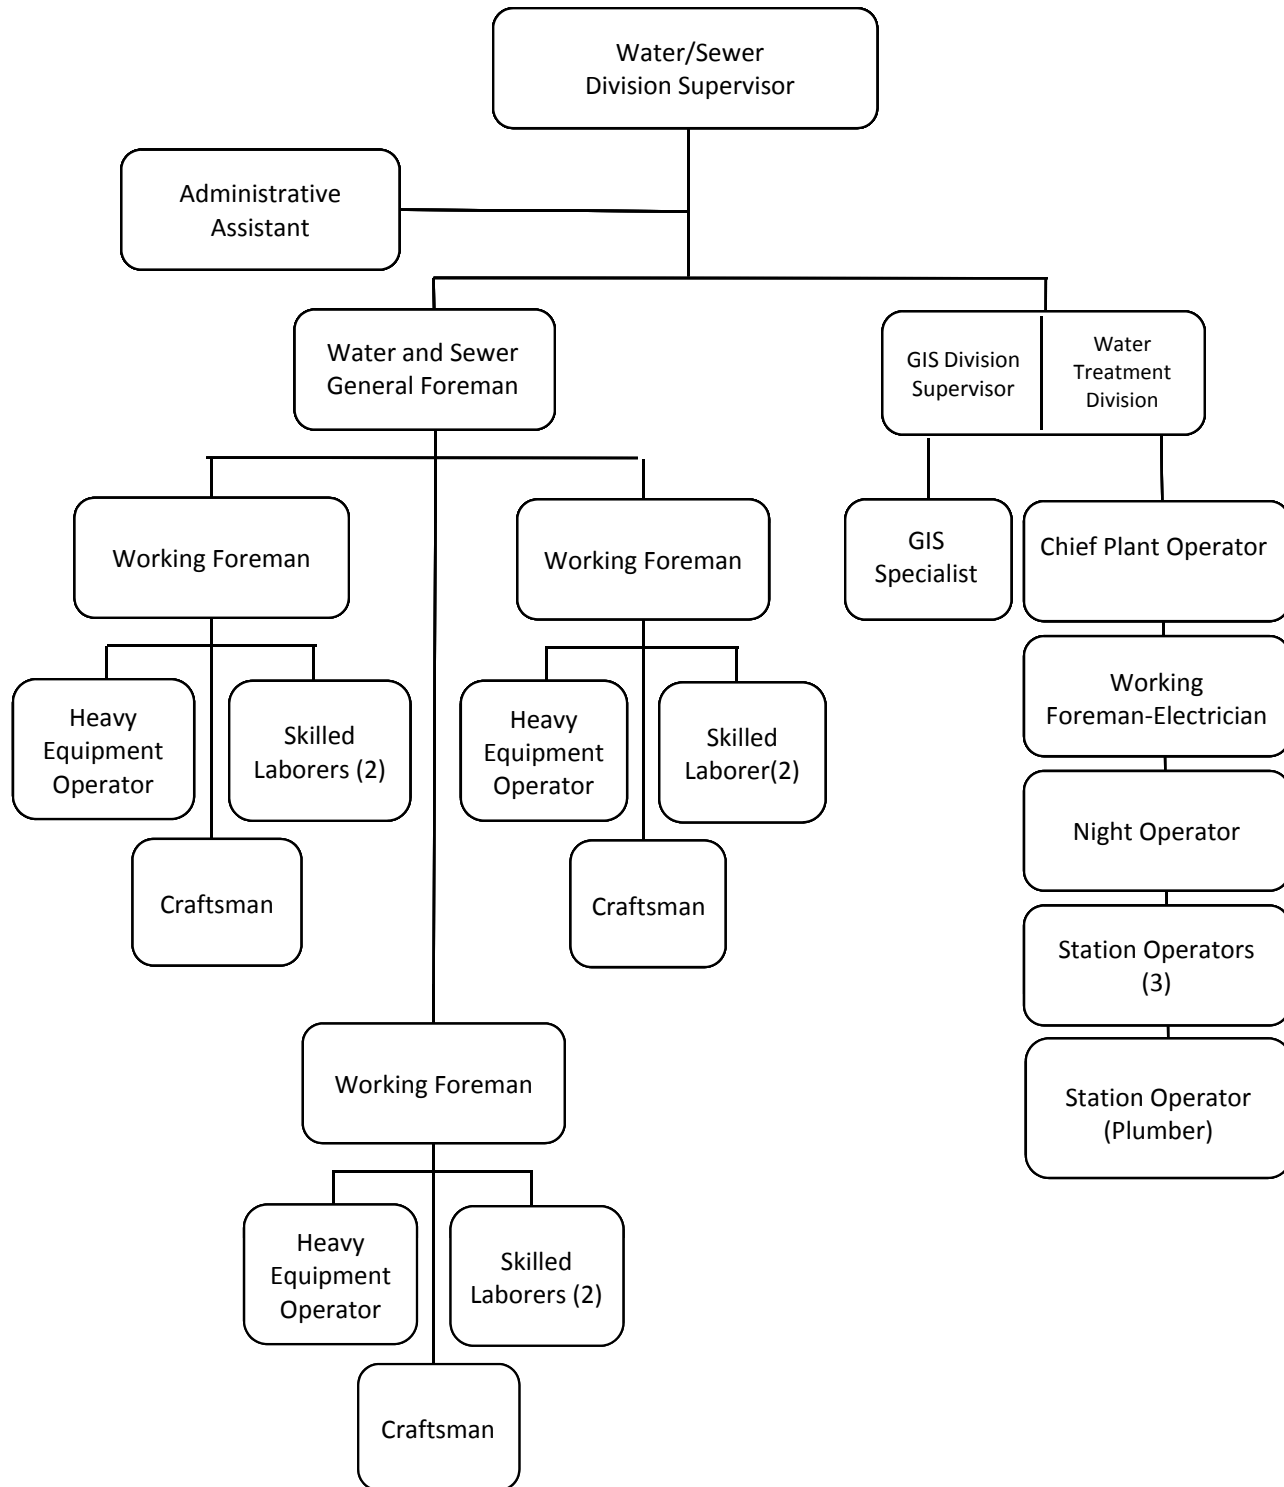 Water/Sewer
Division Supervisor
Administrative
Assistant
Water and Sewer
General Foreman
GIS Division
Supervisor
Water
Treatment
Division
Working Foreman
Working Foreman
GIS
Specialist
Chief Plant Operator
Heavy
Equipment
Operator
Skilled
Laborers (2)
Heavy
Equipment
Operator
Skilled
Laborer(2)
Working
Foreman-Electrician
Craftsman
Craftsman
Night Operator
Station Operators
(3)
Working Foreman
Station Operator
(Plumber)
Heavy
Equipment
Operator
Skilled
Laborers (2)
Craftsman